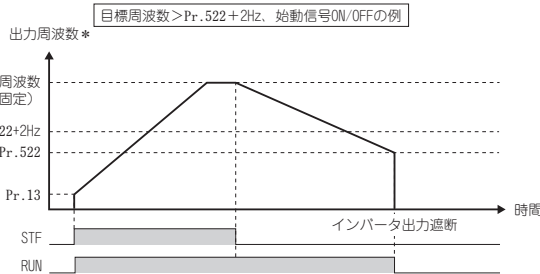 目標周波数>Pr.522+2Hz、始動信号ON/OFFの例
出力周波数*
周波数
固定)
22+2Hz
Pr.522
Pr.13
時間
インバータ出力遮断
STF
RUN